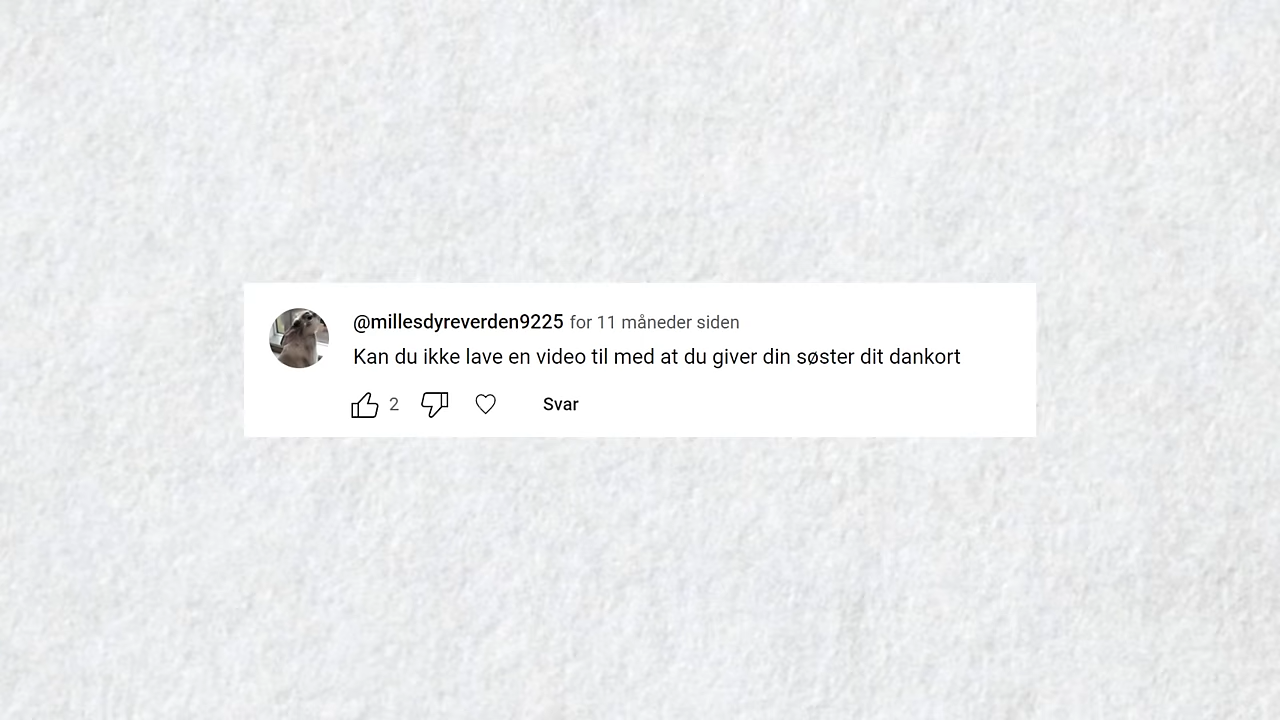 @millesdyreverden9225 for 11 måneder siden
Kan du ikke lave en video til med at du giver din søster dit dankort
2 Svar